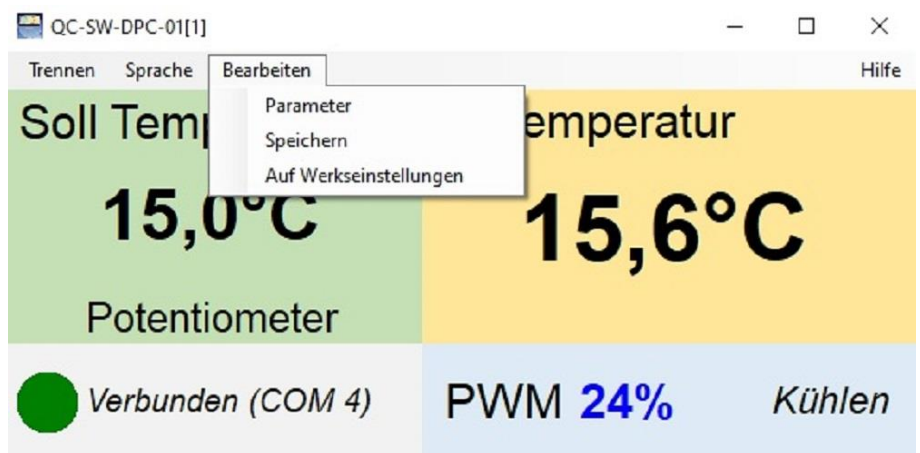 QC-SW-DPC-01[1]
Trennen Sprache Bearbeiten Hilfe
Parameter
Speichern
Auf Werkseinstellungen
Soll Tem emperatur
15,0°C 15,6°C
Potentiometer
Verbunden (COM 4) PWM 24% Kühlen